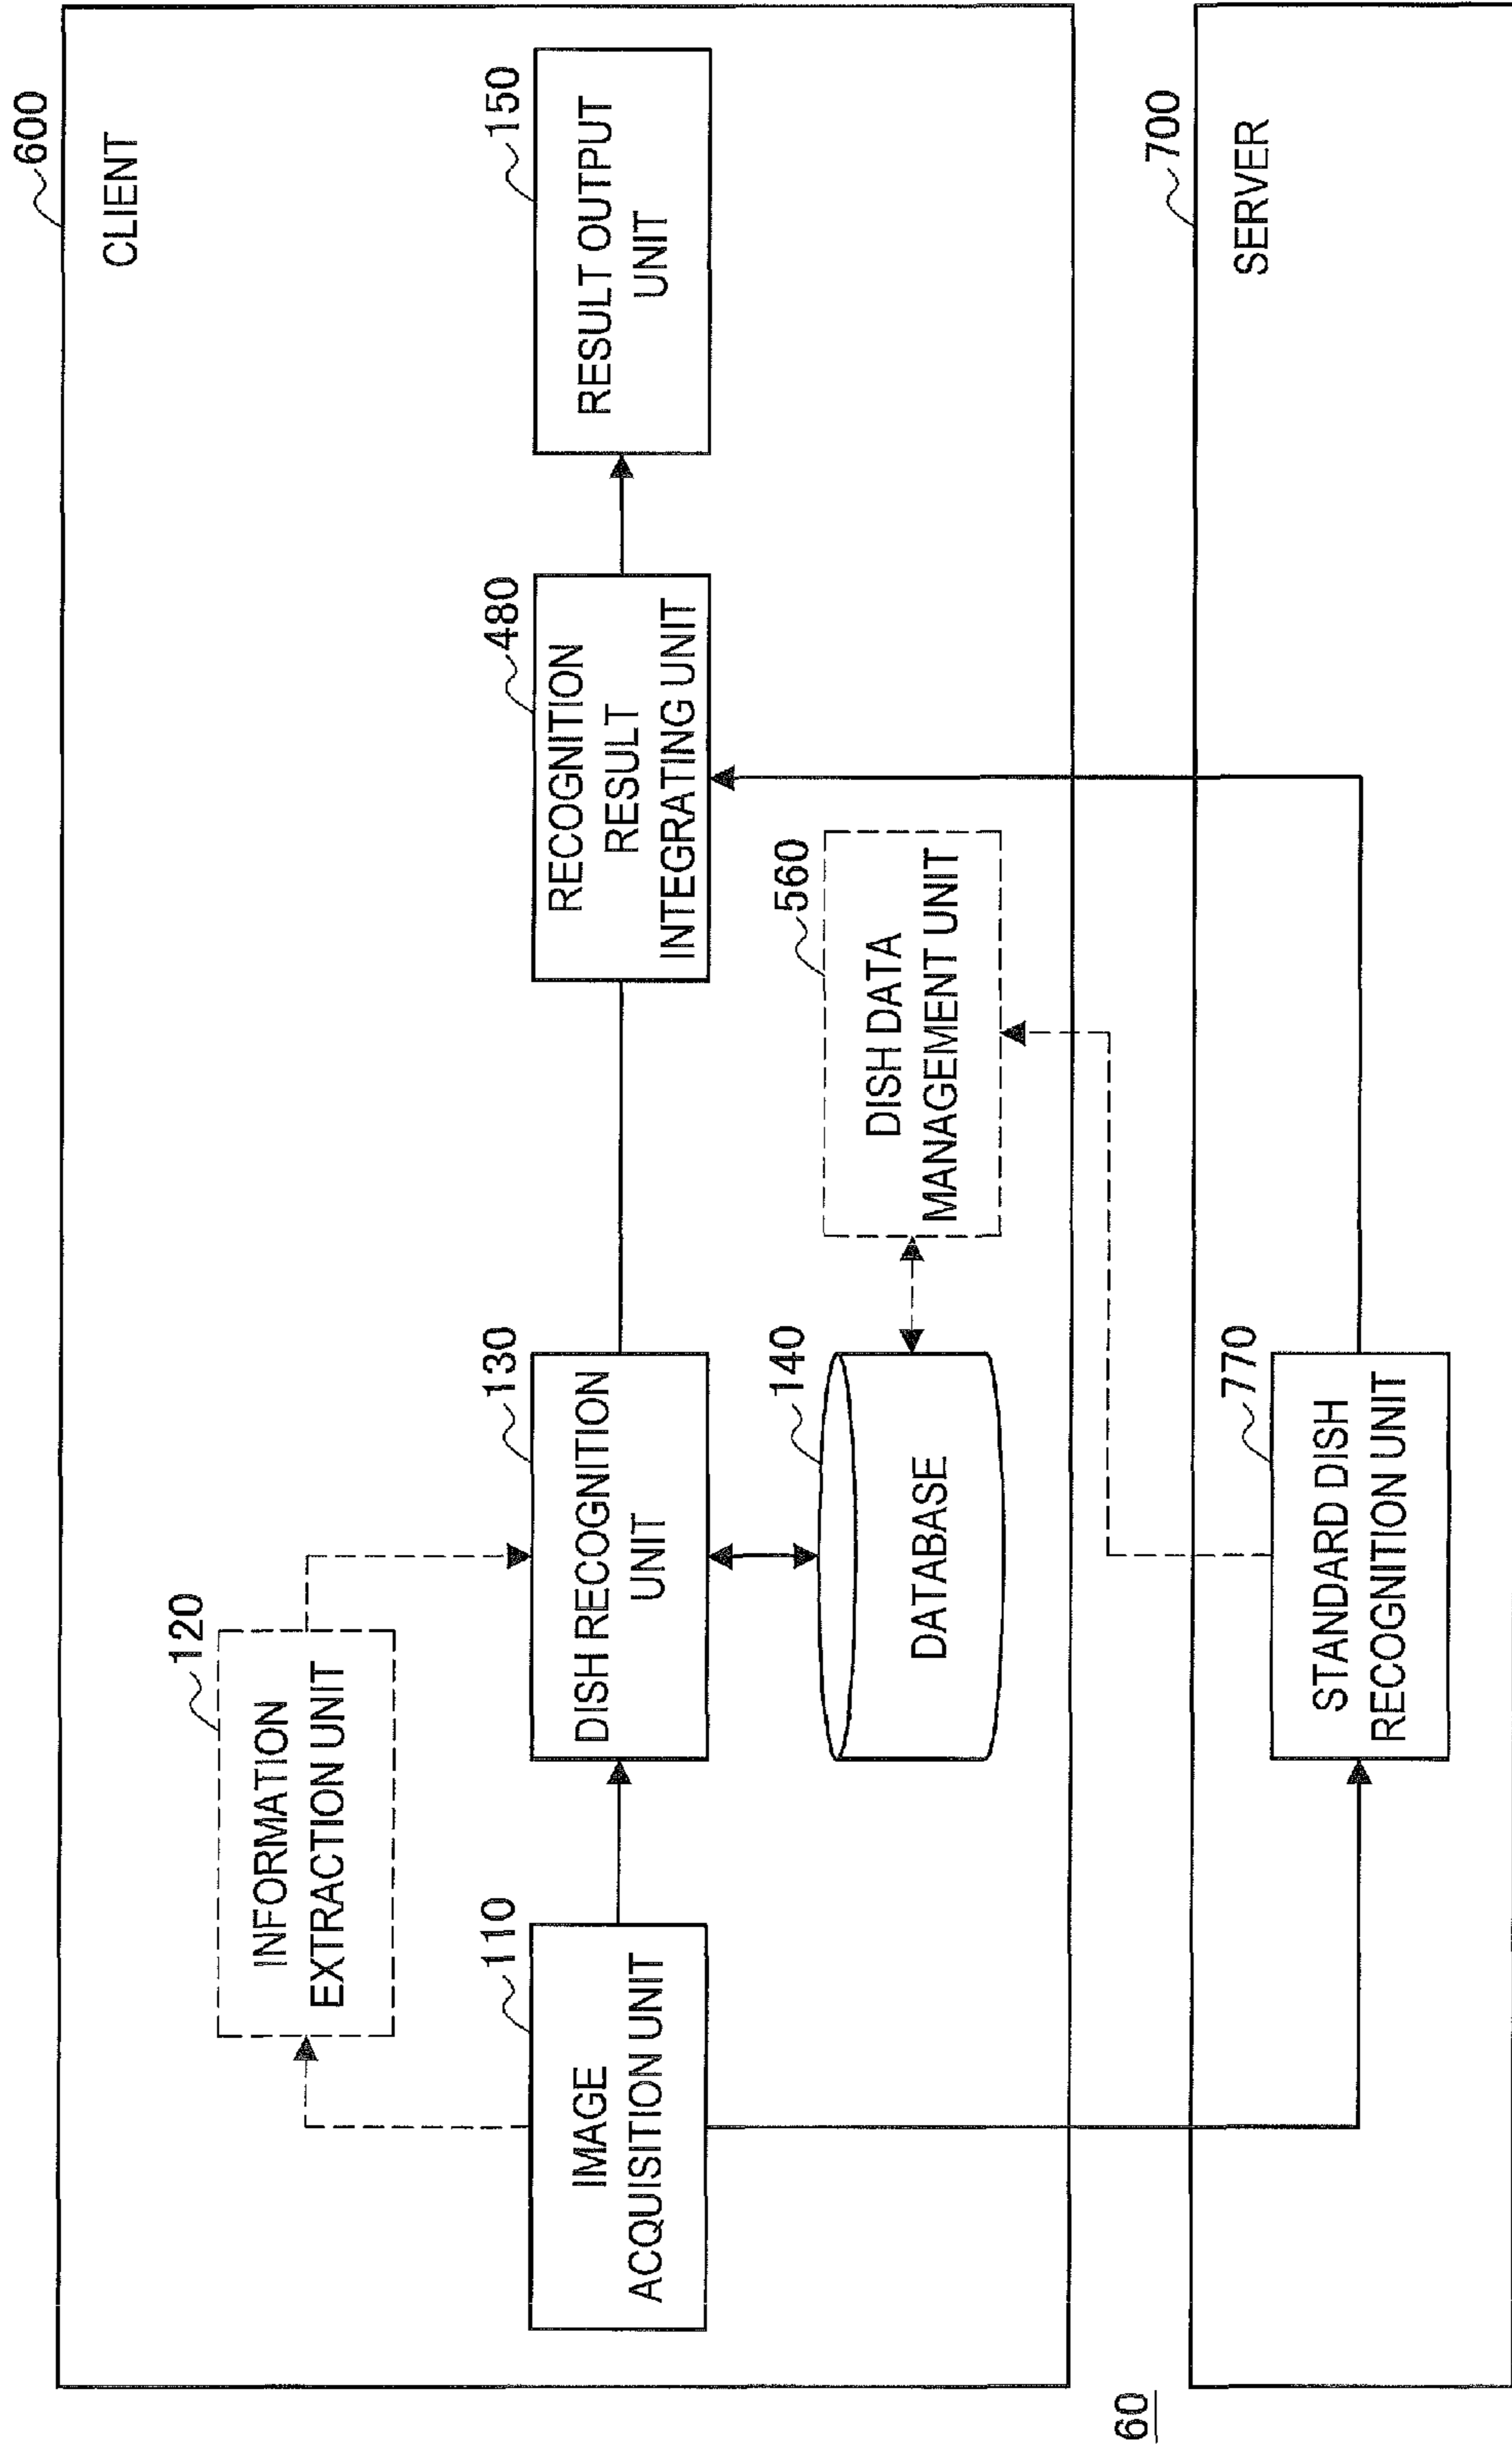 600
CLIENT
120
INFORMATION
EXTRACTION UNIT
110
IMAGE
ACQUISITION UNIT
130
DISH RECOGNITION
UNIT
480
RECOGNITION
RESULT
INTEGRATING UNIT
150
RESULT OUTPUT
UNIT
140
DATABASE
560
DISH DATA
MANAGEMENT UNIT
60
700
SERVER
770
STANDARD DISH
RECOGNITION UNIT